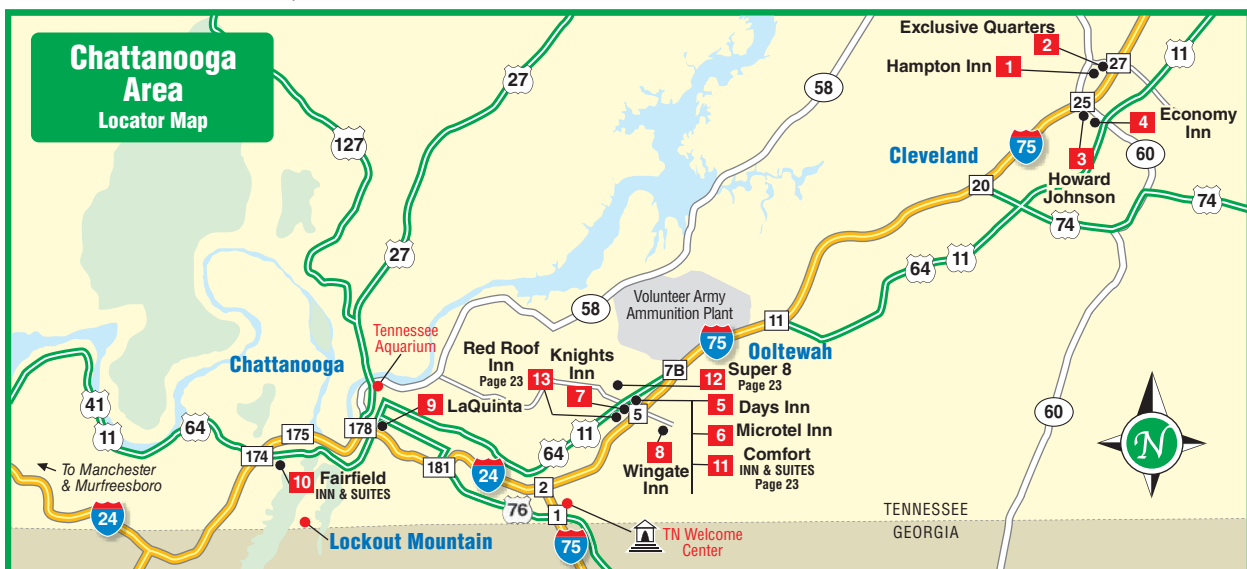 Chattanooga
Area
Locator Map
Exclusive Quarters
2
Hampton Inn 1
27
11
25
4 Economy
Inn
3
Howard
Johnson
60
75
Cleveland
20
74
74
58
27
127
27
64
11
58
Volunteer Army
Ammunition Plant
75
11
Ooltewah
7B
Tennessee
Aquarium
Chattanooga
Red Roof
Inn
Page 23
13
Knights
Inn
7
12 Super 8
Page 23
5 Days Inn
6 Microtel Inn
11 Comfort
INN & SUITES
Page 23
5
8
Wingate
Inn
9 LaQuinta
178
41
11
64
175
174
10 Fairfield
INN & SUITES
181
24
64
11
2
76
1
To Manchester
& Murfreesboro
24
Lockout Mountain
TN Welcome
Center
75
60
N
TENNESSEE
GEORGIA